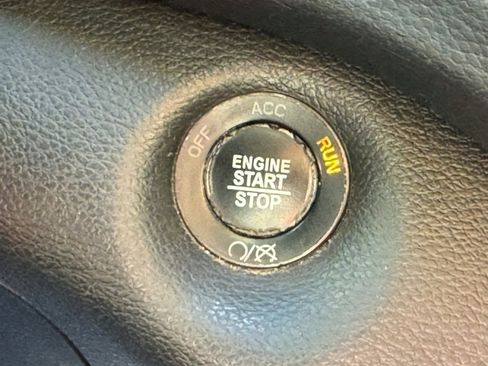 OFF
ACC
RUN
ENGINE
START
STOP